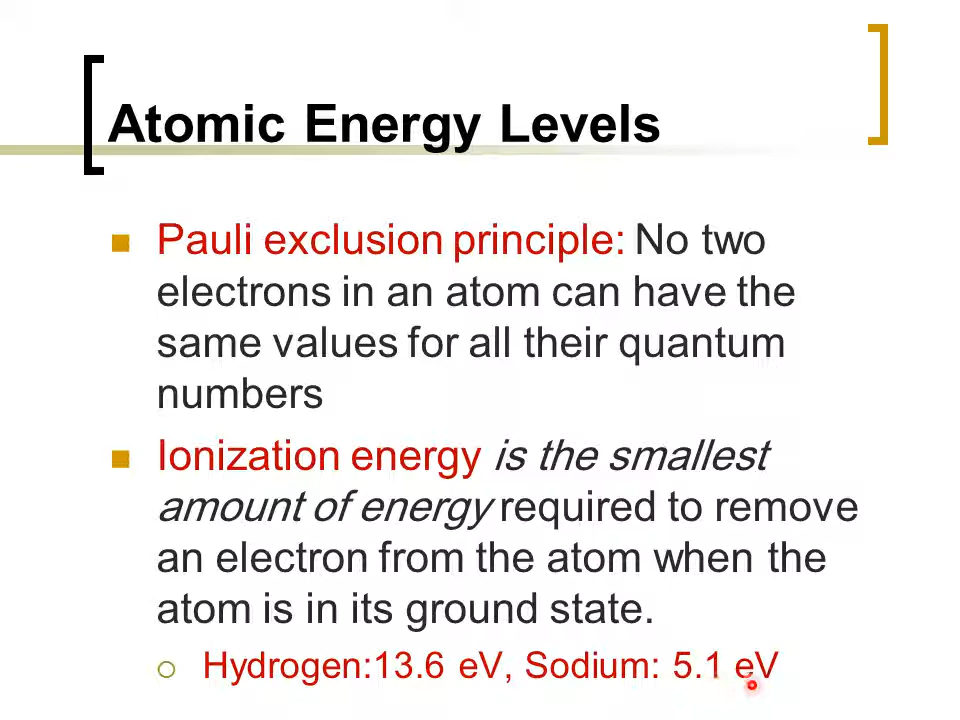 Atomic Energy Levels
Pauli exclusion principle: No two
electrons in an atom can have the
same values for all their quantum
numbers
Ionization energy is the smallest
amount of energy required to remove
an electron from the atom when the
atom is in its ground state.
Hydrogen:13.6 eV, Sodium: 5.1 eV